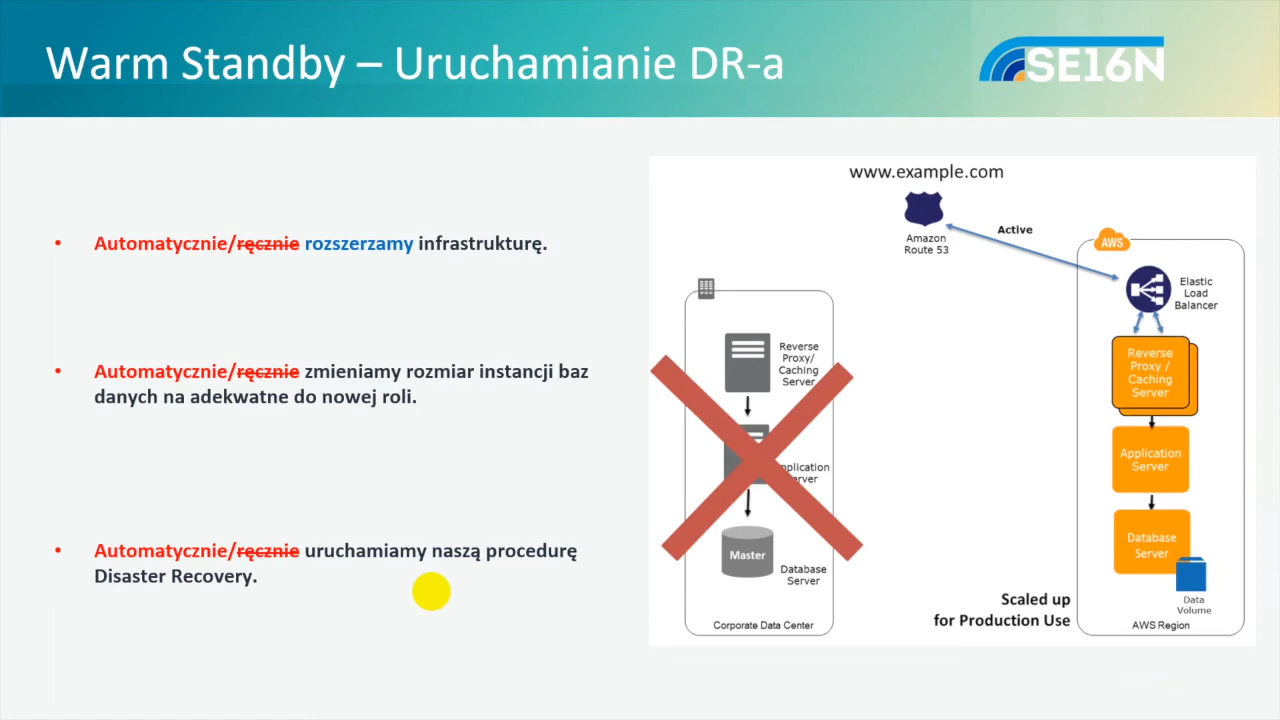 Warm Standby – Uruchamianie DR-a
SE16N
• Automatycznie/ręcznie rozszerzamy infrastrukturę.
• Automatycznie/ręcznie zmieniamy rozmiar instancji baz
danych na adekwatne do nowej roli.
• Automatycznie/ręcznie uruchamiamy naszą procedurę
Disaster Recovery.
www.example.com
Amazon
Route 53
Active
AWS
Elastic
Load
Balancer
Reverse
Proxy/
Caching
Server
Server
Master
Database
Server
Corporate Data Center
Reverse
Proxy /
Caching
Server
Application
Server
Database
Server
Data
Volume
AWS Region
Scaled up
for Production Use